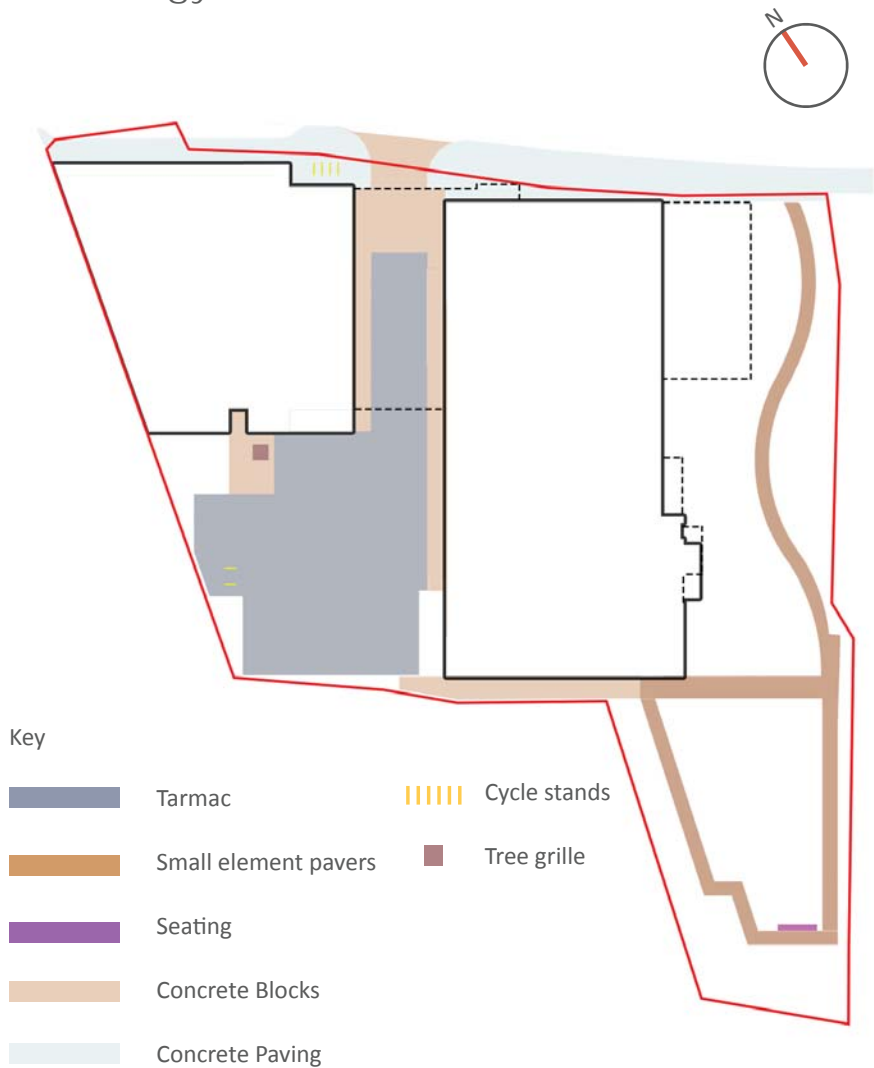 N
Key
Tarmac
Small element pavers
Seating
Concrete Blocks
Concrete Paving
Cycle stands
Tree grille